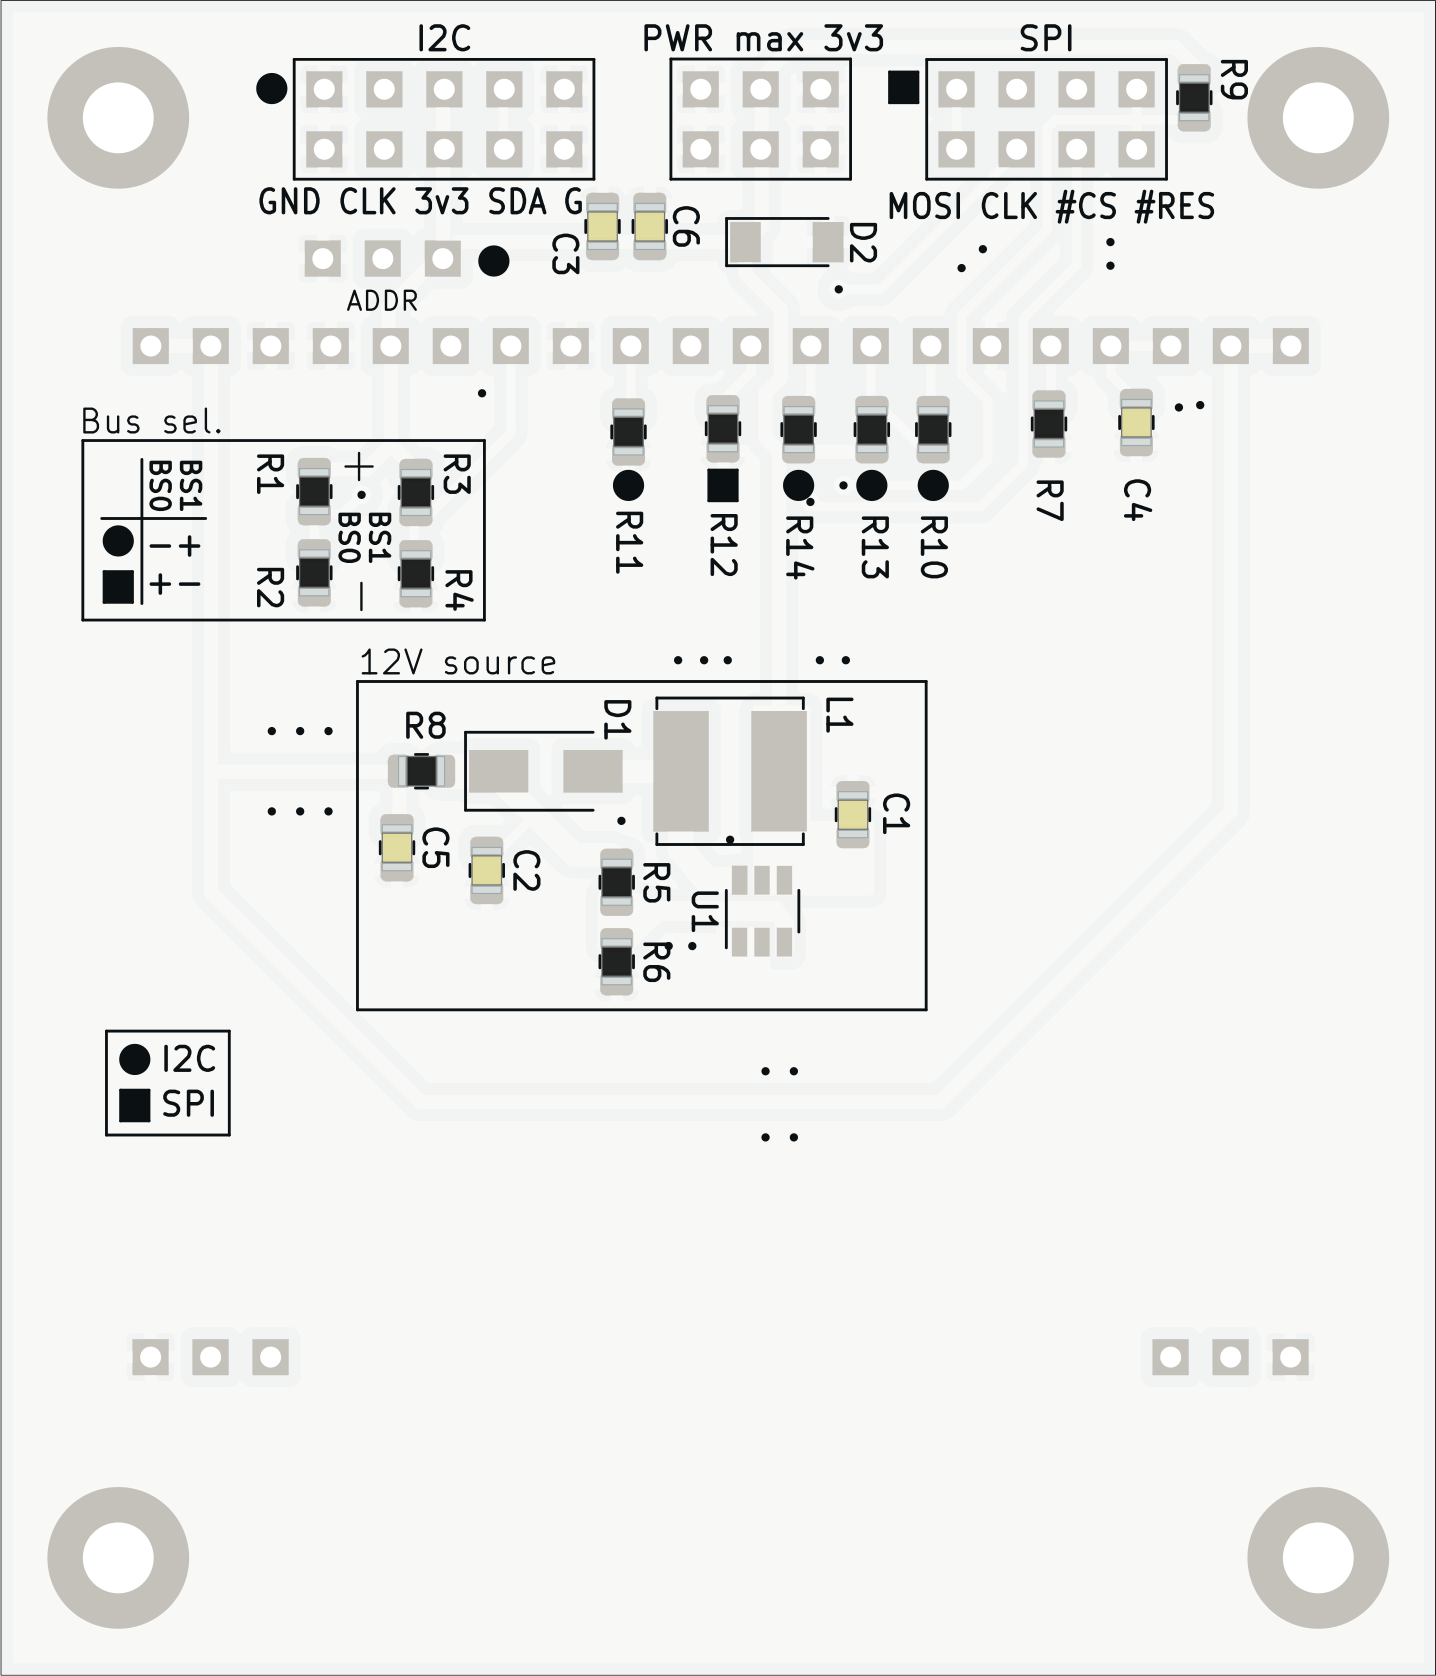 I2C
PWR max 3v3
SPI
R9
GND CLK 3v3 SDA G
MOSI CLK #CS #RES
C3
C6
D2
ADDR
Bus sel.
BS0
BS1
− +
+ −
R1
+
R3
BS0
BS1
R2
−
R4
R11
R12
R14
R13
R10
R7
C4
12V source
R8
D1
L1
C1
C5
C2
R5
U1
R6
I2C
SPI